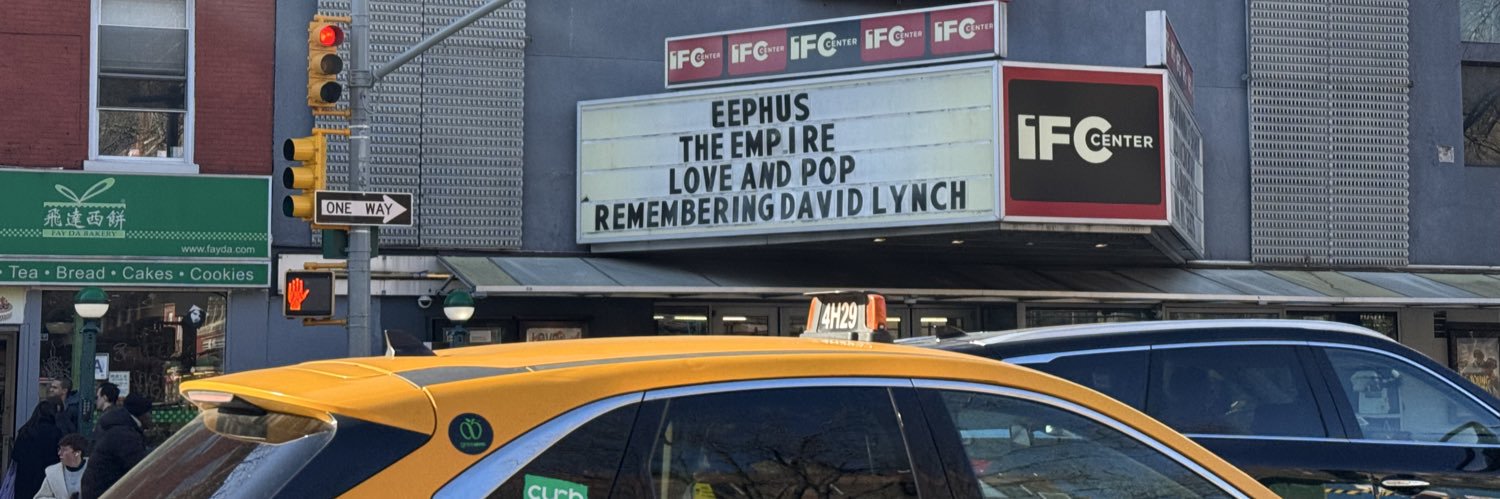 iFC CENTER iFC CENTER iFC CENTER iFC CENTER iFC CENTER
EEPHUS
THE EMPIRE
LOVE AND POP
REMEMBERING DAVID LYNCH
iFC CENTER
飛達西餅
FAY DA BAKERY
www.fayda.com
Tea • Bread • Cakes • Cookies
ONE WAY
4H29
curb